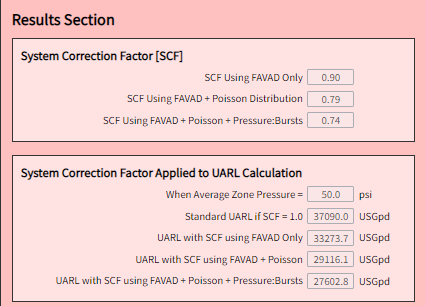 Results Section
System Correction Factor [SCF]
SCF Using FAVAD Only 0.90
SCF Using FAVAD + Poisson Distribution 0.79
SCF Using FAVAD + Poisson + Pressure:Bursts 0.74
System Correction Factor Applied to UARL Calculation
When Average Zone Pressure = 50.0 psi
Standard UARL if SCF = 1.0 37090.0 USGpd
UARL with SCF using FAVAD Only 33273.7 USGpd
UARL with SCF using FAVAD + Poisson 29116.1 USGpd
UARL with SCF using FAVAD + Poisson + Pressure:Bursts 27602.8 USGpd